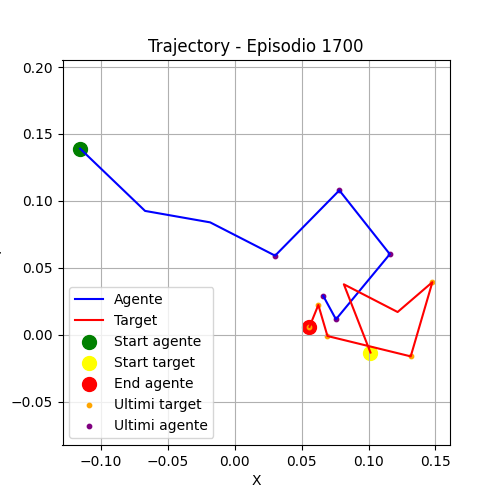 Trajectory - Episodio 1700
0.20
0.15
0.10
0.05
0.00
−0.05
Agente
Target
Start agente
Start target
End agente
Ultimi target
Ultimi agente
−0.10 −0.05 0.00 0.05 0.10 0.15
X